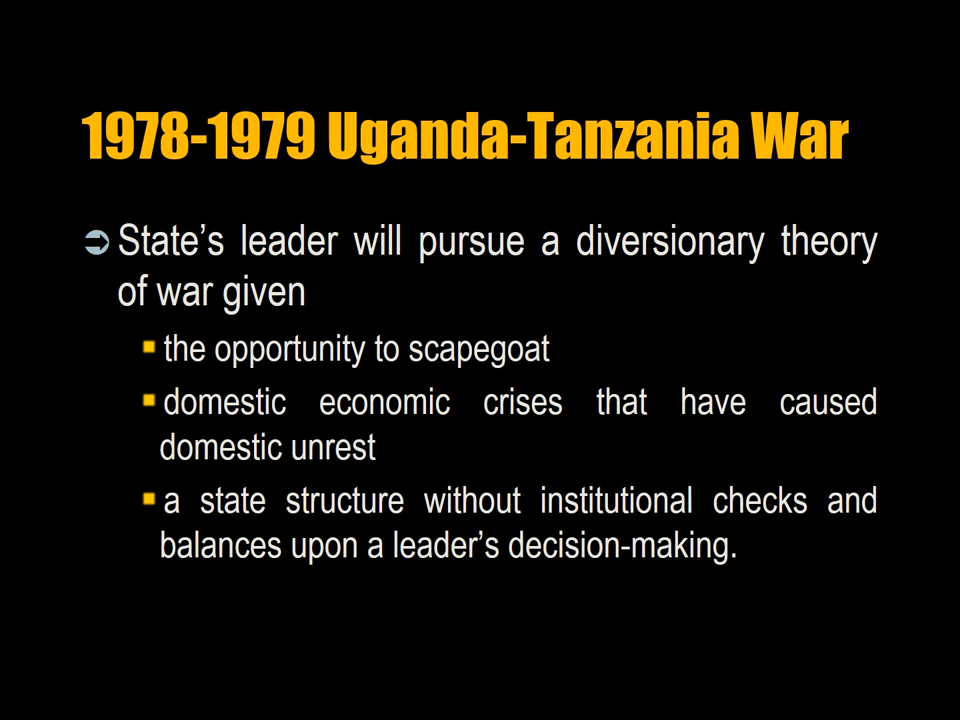 1978-1979 Uganda-Tanzania War
State’s leader will pursue a diversionary theory
of war given
the opportunity to scapegoat
domestic economic crises that have caused
domestic unrest
a state structure without institutional checks and
balances upon a leader’s decision-making.